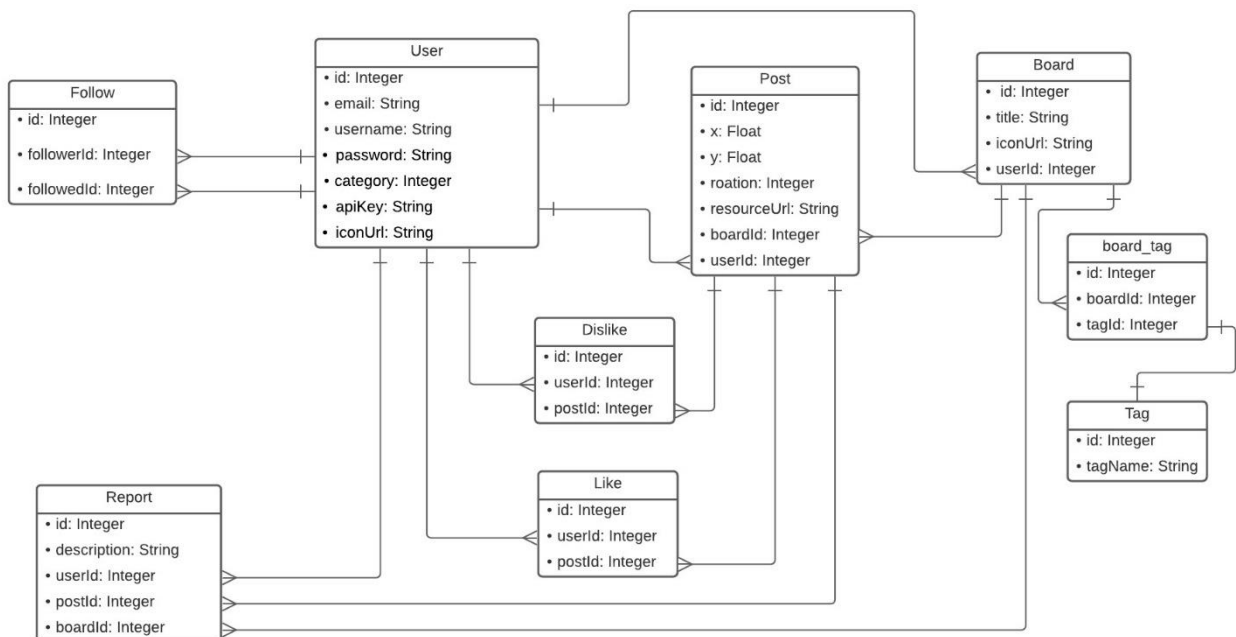 User
• id: Integer
• email: String
• username: String
• password: String
• category: Integer
• apiKey: String
• iconUrl: String
Follow
• id: Integer
• followerId: Integer
• followedId: Integer
Post
• id: Integer
• x: Float
• y: Float
• roation: Integer
• resourceUrl: String
• boardId: Integer
• userId: Integer
Board
• id: Integer
• title: String
• iconUrl: String
• userId: Integer
board_tag
• id: Integer
• boardId: Integer
• tagId: Integer
Dislike
• id: Integer
• userId: Integer
• postId: Integer
Tag
• id: Integer
• tagName: String
Like
• id: Integer
• userId: Integer
• postId: Integer
Report
• id: Integer
• description: String
• userId: Integer
• postId: Integer
• boardId: Integer